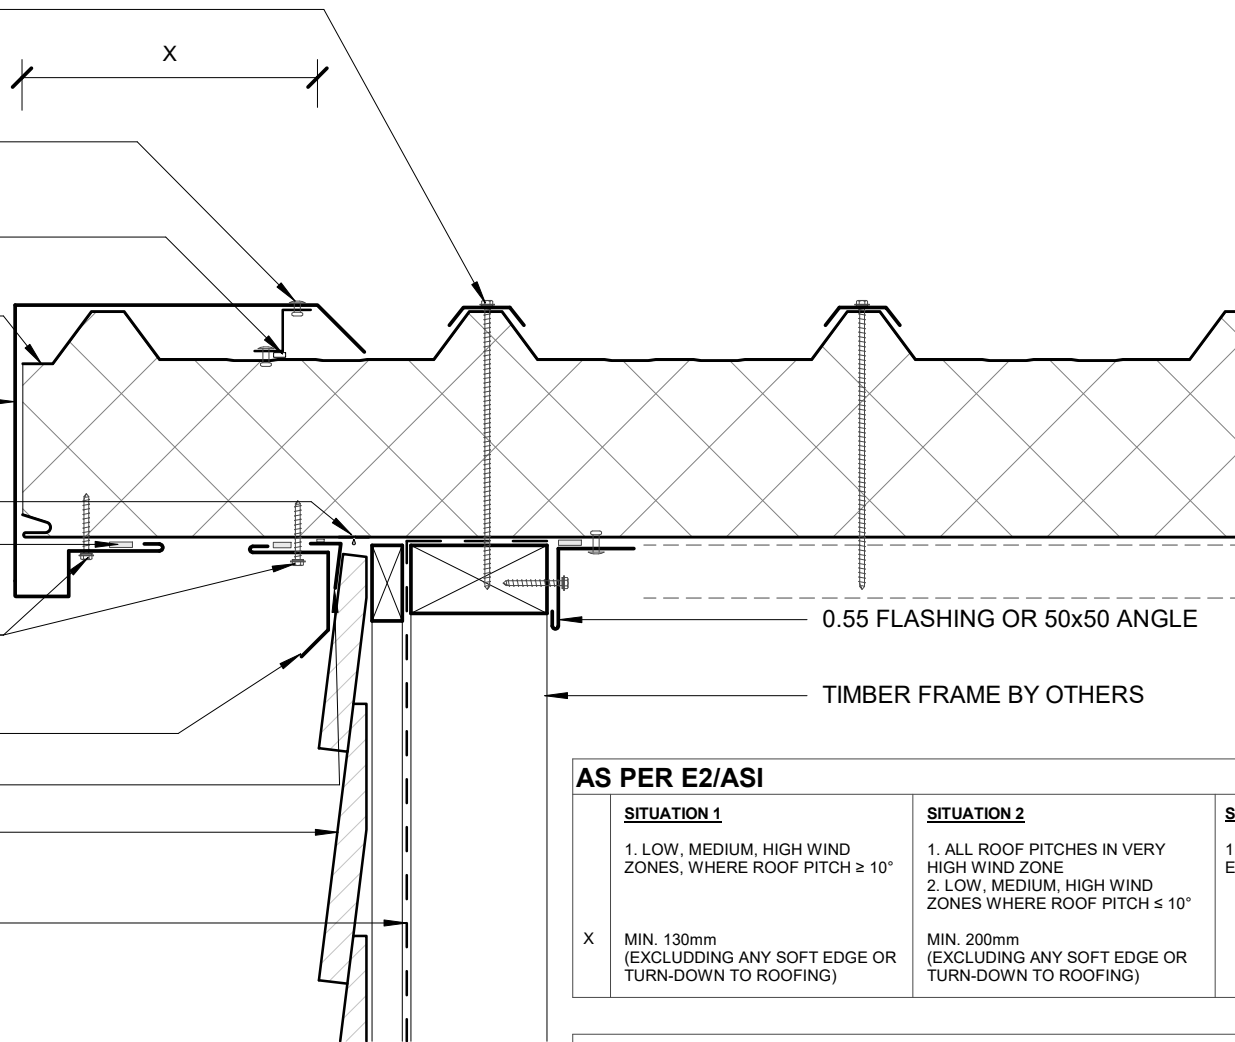 X
0.55 FLASHING OR 50x50 ANGLE
TIMBER FRAME BY OTHERS
AS PER E2/ASI
SITUATION 1
1. LOW, MEDIUM, HIGH WIND
ZONES, WHERE ROOF PITCH ≥ 10°
X
MIN. 130mm
(EXCLUDDING ANY SOFT EDGE OR
TURN-DOWN TO ROOFING)
SITUATION 2
1. ALL ROOF PITCHES IN VERY
HIGH WIND ZONE
2. LOW, MEDIUM, HIGH WIND
ZONES WHERE ROOF PITCH ≤ 10°
MIN. 200mm
(EXCLUDING ANY SOFT EDGE OR
TURN-DOWN TO ROOFING)
S
1
E